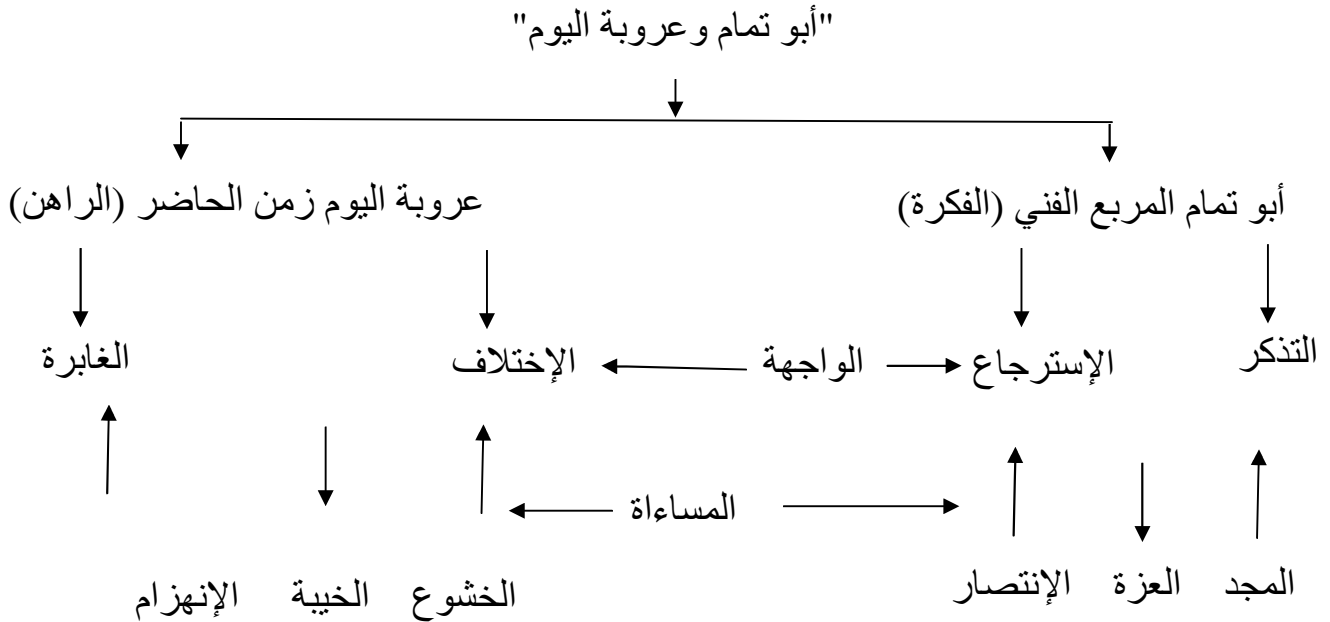 "أبو تمام وعروبة اليوم"
أبو تمام المربع الفني (الفكرة) عروبة اليوم زمن الحاضر (الراهن)
التذكر الإسترجاع الواجهة الإختلاف الغابرة
المساءاة
المجد العزة الإنتصار الخشوع الخيبة الإنهزام